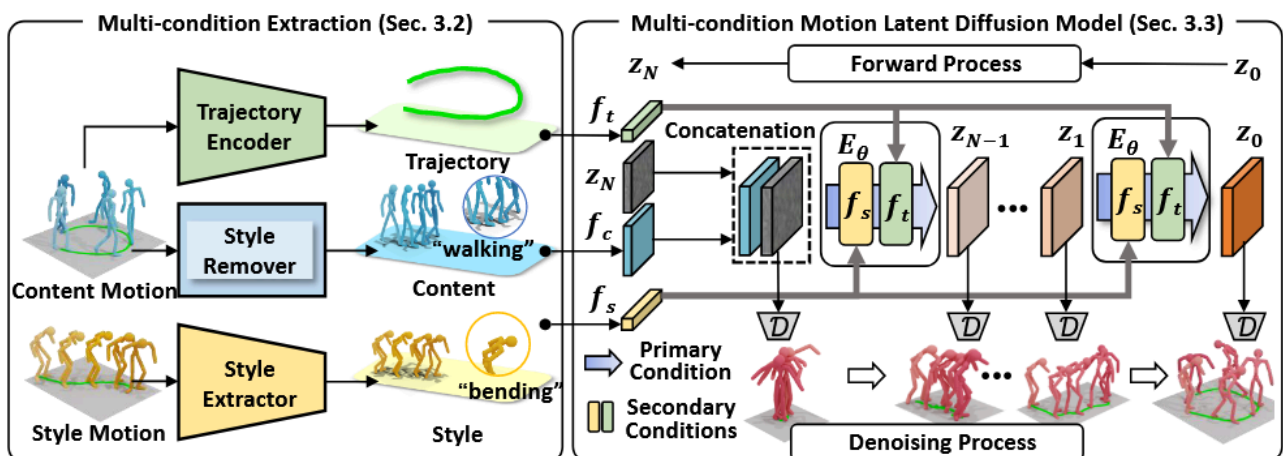 Multi-condition Extraction (Sec. 3.2)
Trajectory
Encoder
Trajectory
Content Motion
Style
Remover
"walking"
Content
Style Motion
Style
Extractor
"bending"
Style
Multi-condition Motion Latent Diffusion Model (Sec. 3.3)
z_N
Forward Process
z_0
f_t
Concatenation
z_N
f_c
f_s
E_θ
f_s
f_t
z_{N-1}
z_1
E_θ
f_s
f_t
z_0
D
D
D
D
Primary
Condition
Secondary
Conditions
Denoising Process